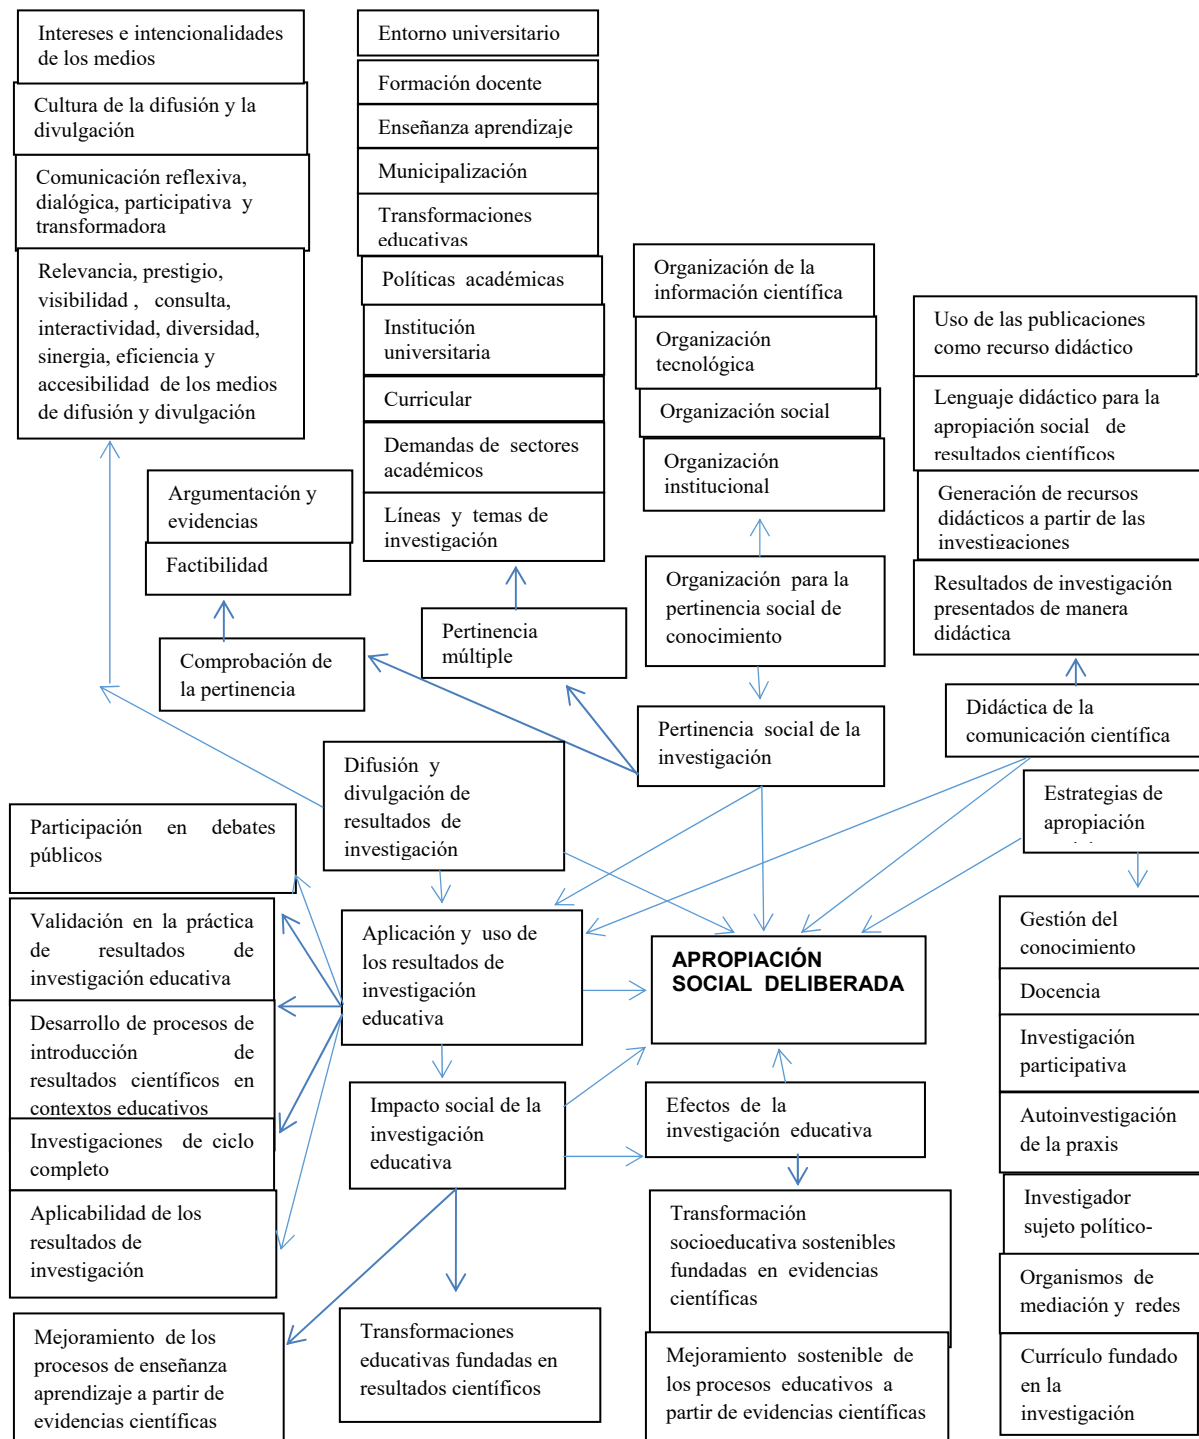 Intereses e intencionalidades
de los medios
Cultura de la difusión y la
divulgación
Comunicación reflexiva,
dialógica, participativa y
transformadora
Relevancia, prestigio,
visibilidad , consulta,
interactividad, diversidad,
sinergia, eficiencia y
accesibilidad de los medios
de difusión y divulgación
Entorno universitario
Formación docente
Enseñanza aprendizaje
Municipalización
Transformaciones
educativas
Políticas académicas
Institución
universitaria
Curricular
Demandas de sectores
académicos
Líneas y temas de
investigación
Organización de la
información científica
Organización
tecnológica
Organización social
Organización
institucional
Uso de las publicaciones
como recurso didáctico
Lenguaje didáctico para la
apropiación social de
resultados científicos
Generación de recursos
didácticos a partir de las
investigaciones
Resultados de investigación
presentados de manera
didáctica
Argumentación y
evidencias
Factibilidad
Comprobación de
la pertinencia
Pertinencia
múltiple
Organización para la
pertinencia social de
conocimiento
Pertinencia social de la
investigación
Didáctica de la
comunicación científica
Estrategias de
apropiación
Difusión y
divulgación de
resultados de
investigación
Participación en debates
públicos
Validación en la práctica
de resultados de
investigación educativa
Desarrollo de procesos de
introducción de
resultados científicos en
contextos educativos
Investigaciones de ciclo
completo
Aplicabilidad de los
resultados de
investigación
Aplicación y uso de
los resultados de
investigación
educativa
APROPIACIÓN
SOCIAL DELIBERADA
Impacto social de la
investigación
educativa
Efectos de la
investigación educativa
Gestión del
conocimiento
Docencia
Investigación
participativa
Autoinvestigación
de la praxis
Investigador
sujeto político-
Organismos de
mediación y redes
Currículo fundado
en la
investigación
Mejoramiento de los
procesos de enseñanza
aprendizaje a partir de
evidencias científicas
Transformaciones
educativas fundadas en
resultados científicos
Transformación
socioeducativa sostenibles
fundadas en evidencias
científicas
Mejoramiento sostenible de
los procesos educativos a
partir de evidencias científicas